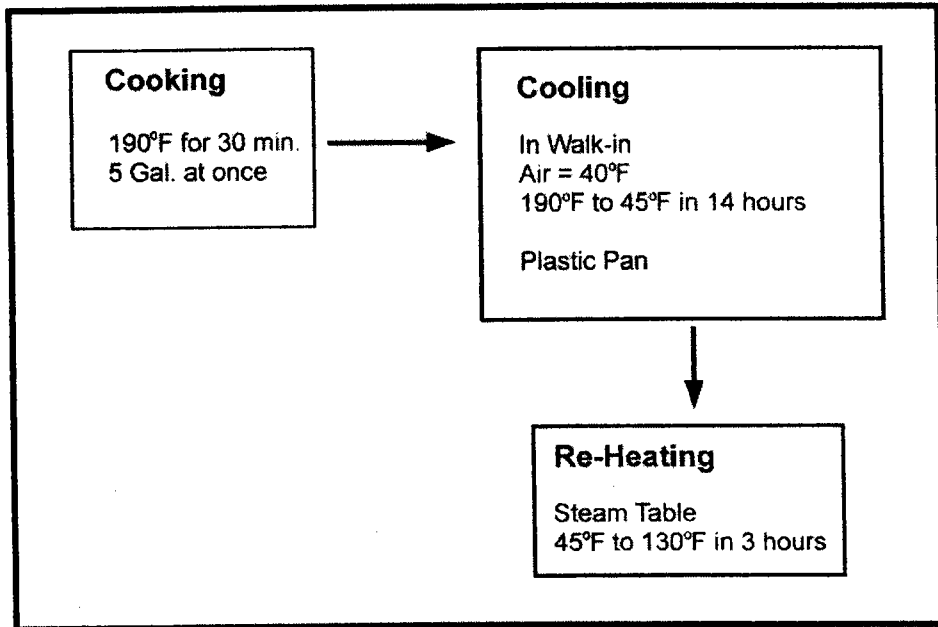 Cooking
190°F for 30 min.
5 Gal. at once
Cooling
In Walk-in
Air = 40°F
190°F to 45°F in 14 hours
Plastic Pan
Re-Heating
Steam Table
45°F to 130°F in 3 hours